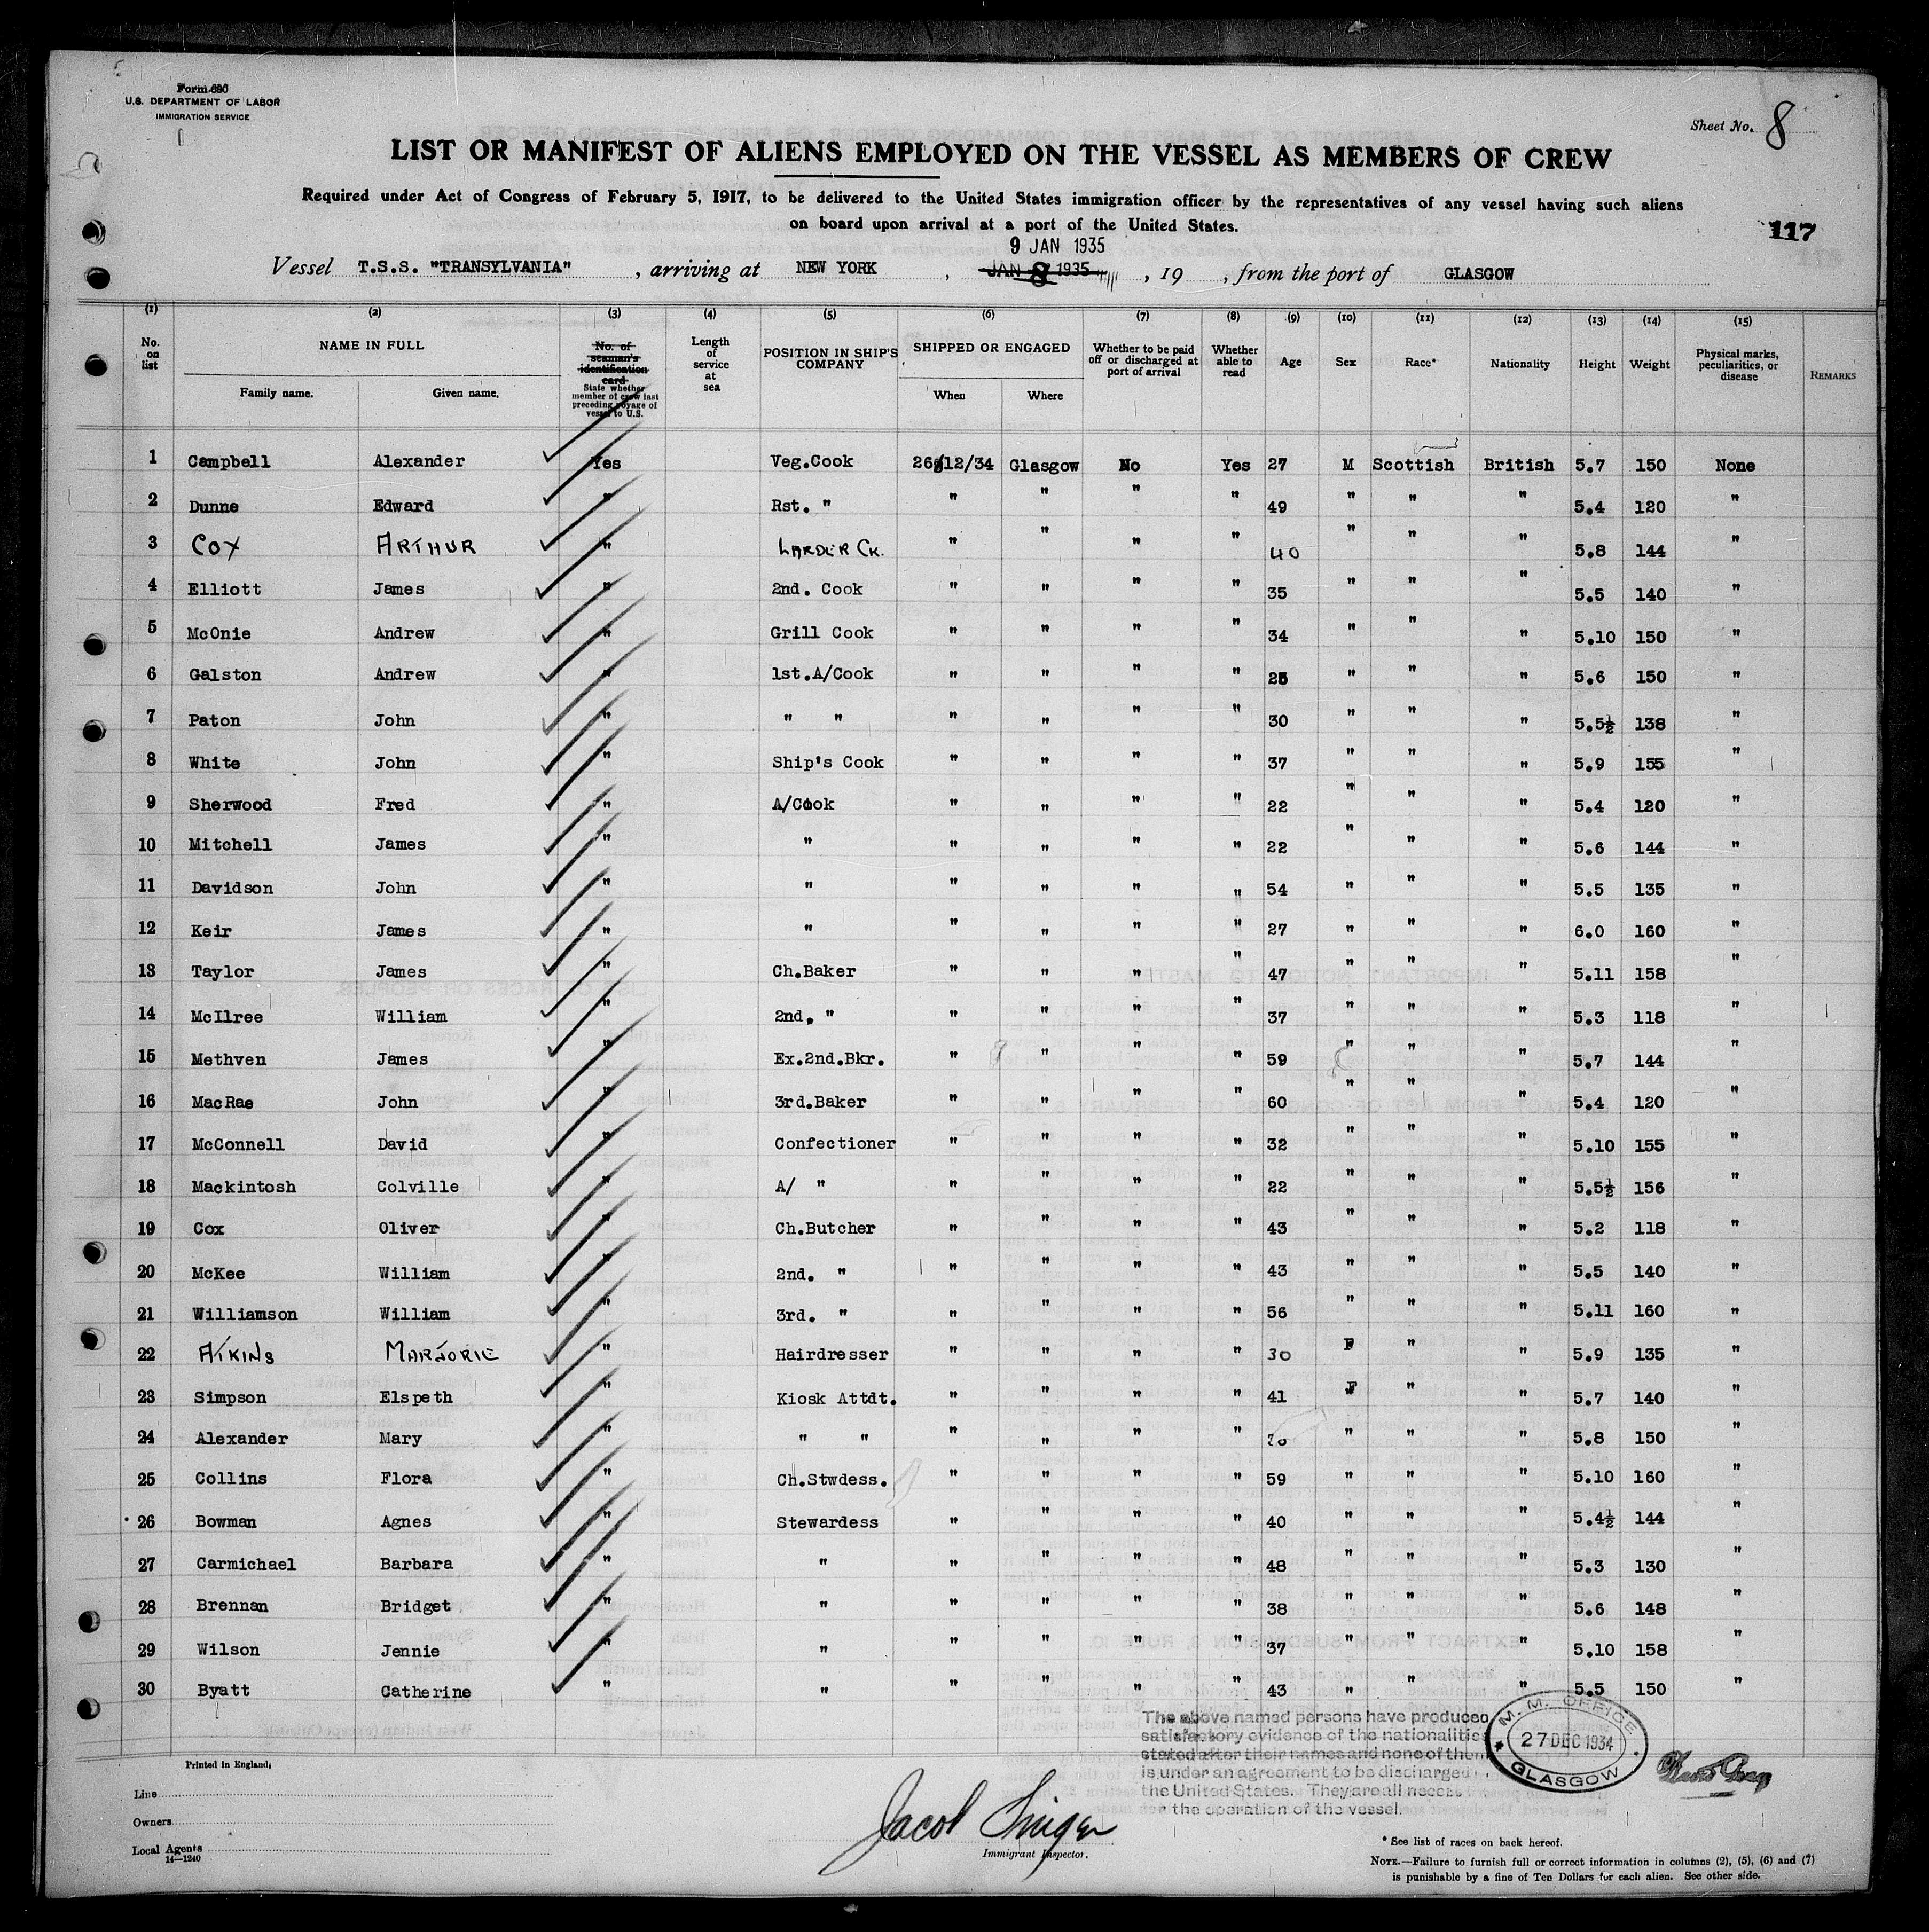 Form 680
U.S. DEPARTMENT OF LABOR
IMMIGRATION SERVICE
Sheet No. 8
LIST OR MANIFEST OF ALIENS EMPLOYED ON THE VESSEL AS MEMBERS OF CREW
Required under Act of Congress of February 5, 1917, to be delivered to the United States immigration officer by the representatives of any vessel having such aliens
on board upon arrival at a port of the United States.
117
9 JAN 1935
Vessel T.S.S. "TRANSYLVANIA", arriving at NEW YORK, JAN 8 1935, 19 , from the port of GLASGOW
(1) (2) (3) (4) (5) (6) (7) (8) (9) (10) (11) (12) (13) (14) (15)
No. on list NAME IN FULL Family name. Given name. No. of seaman's identification card State whether member of crew last preceding voyage of vessel to U.S. Length of service at sea POSITION IN SHIP'S COMPANY SHIPPED OR ENGAGED When Where Whether to be paid off or discharged at port of arrival Whether able to read Age Sex Race* Nationality Height Weight Physical marks, peculiarities, or disease REMARKS
1 Campbell Alexander Yes Veg.Cook 26/12/34 Glasgow No Yes 27 M Scottish British 5.7 150 None
2 Dunne Edward " Rst. " " " " " 49 " " " 5.4 120 "
3 COX ARTHUR " LARDER CK. " " " " 40 " " " 5.8 144 "
4 Elliott James " 2nd. Cook " " " " 35 " " " 5.5 140 "
5 McOnie Andrew " Grill Cook " " " " 34 " " " 5.10 150 "
6 Galston Andrew " 1st.A/Cook " " " " 25 " " " 5.6 150 "
7 Paton John " " " " " " " 30 " " " 5.5½ 138 "
8 White John " Ship's Cook " " " " 37 " " " 5.9 155 "
9 Sherwood Fred " A/Cook " " " " 22 " " " 5.4 120 "
10 Mitchell James " " " " " " 22 " " " 5.6 144 "
11 Davidson John " " " " " " 54 " " " 5.5 135 "
12 Keir James " " " " " " 27 " " " 6.0 160 "
13 Taylor James " Ch.Baker " " " " 47 " " " 5.11 158 "
14 McIlree William " 2nd. " " " " " 37 " " " 5.3 118 "
15 Methven James " Ex.2nd.Bkr. " " " " 59 " " " 5.7 144 "
16 MacRae John " 3rd.Baker " " " " 60 " " " 5.4 120 "
17 McConnell David " Confectioner " " " " 32 " " " 5.10 155 "
18 Mackintosh Colville " A/ " " " " " 22 " " " 5.5½ 156 "
19 Cox Oliver " Ch.Butcher " " " " 43 " " " 5.2 118 "
20 McKee William " 2nd. " " " " " 43 " " " 5.5 140 "
21 Williamson William " 3rd. " " " " " 56 " " " 5.11 160 "
22 ATKINS MARJORIE " Hairdresser " " " " 30 F " " 5.9 135 "
23 Simpson Elspeth " Kiosk Attdt. " " " " 41 F " " 5.7 140 "
24 Alexander Mary " " " " " " " " " " 5.8 150 "
25 Collins Flora " Ch.Stwdess. " " " " 59 " " " 5.10 160 "
26 Bowman Agnes " Stewardess " " " " 40 " " " 5.4½ 144 "
27 Carmichael Barbara " " " " " " 48 " " " 5.3 130 "
28 Brennan Bridget " " " " " " 38 " " " 5.6 148 "
29 Wilson Jennie " " " " " " 37 " " " 5.10 158 "
30 Byatt Catherine " " " " " " 43 " " " 5.5 150 "
The above named persons have produced
satisfactory evidence of the nationalities
stated after their names and none of them
is under an agreement to be discharged
the United States. They are all
the operation of the vessel.
M. M. OFFICE
27 DEC 1934
GLASGOW
Printed in England.
Line
Owners
Local Agents
14—1240
Jacob
Immigrant Inspector.
* See list of races on back hereof.
NOTE.—Failure to furnish full or correct information in columns (2), (5), (6) and (7)
is punishable by a fine of Ten Dollars for each alien. See other side.